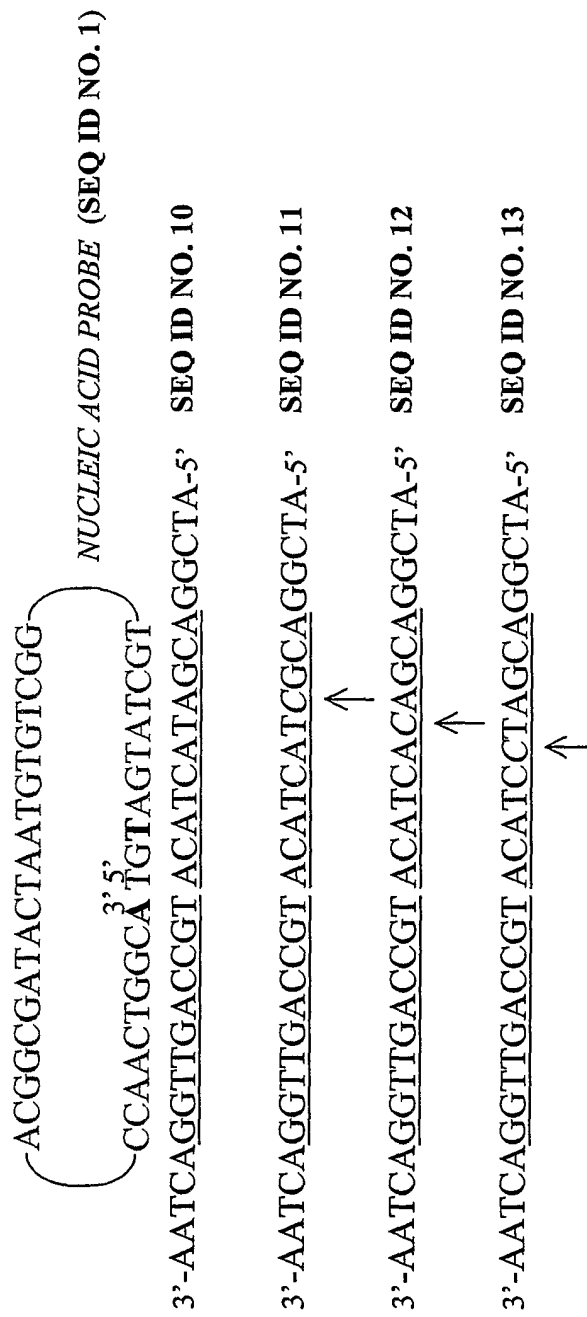 ACGGCGATACTAATGTGTCGG
NUCLEIC ACID PROBE (SEQ ID NO. 1)
3' 5'
CCAACTGGCA TGTAGTATCGT
3'-AATCAGGTTGACCGT ACATCATAGCAGGCTA-5' SEQ ID NO. 10
3'-AATCAGGTTGACCGT ACATCATCGCAGGCTA-5' SEQ ID NO. 11
3'-AATCAGGTTGACCGT ACATCACAGCAGGCTA-5' SEQ ID NO. 12
3'-AATCAGGTTGACCGT ACATCCTAGCAGGCTA-5' SEQ ID NO. 13